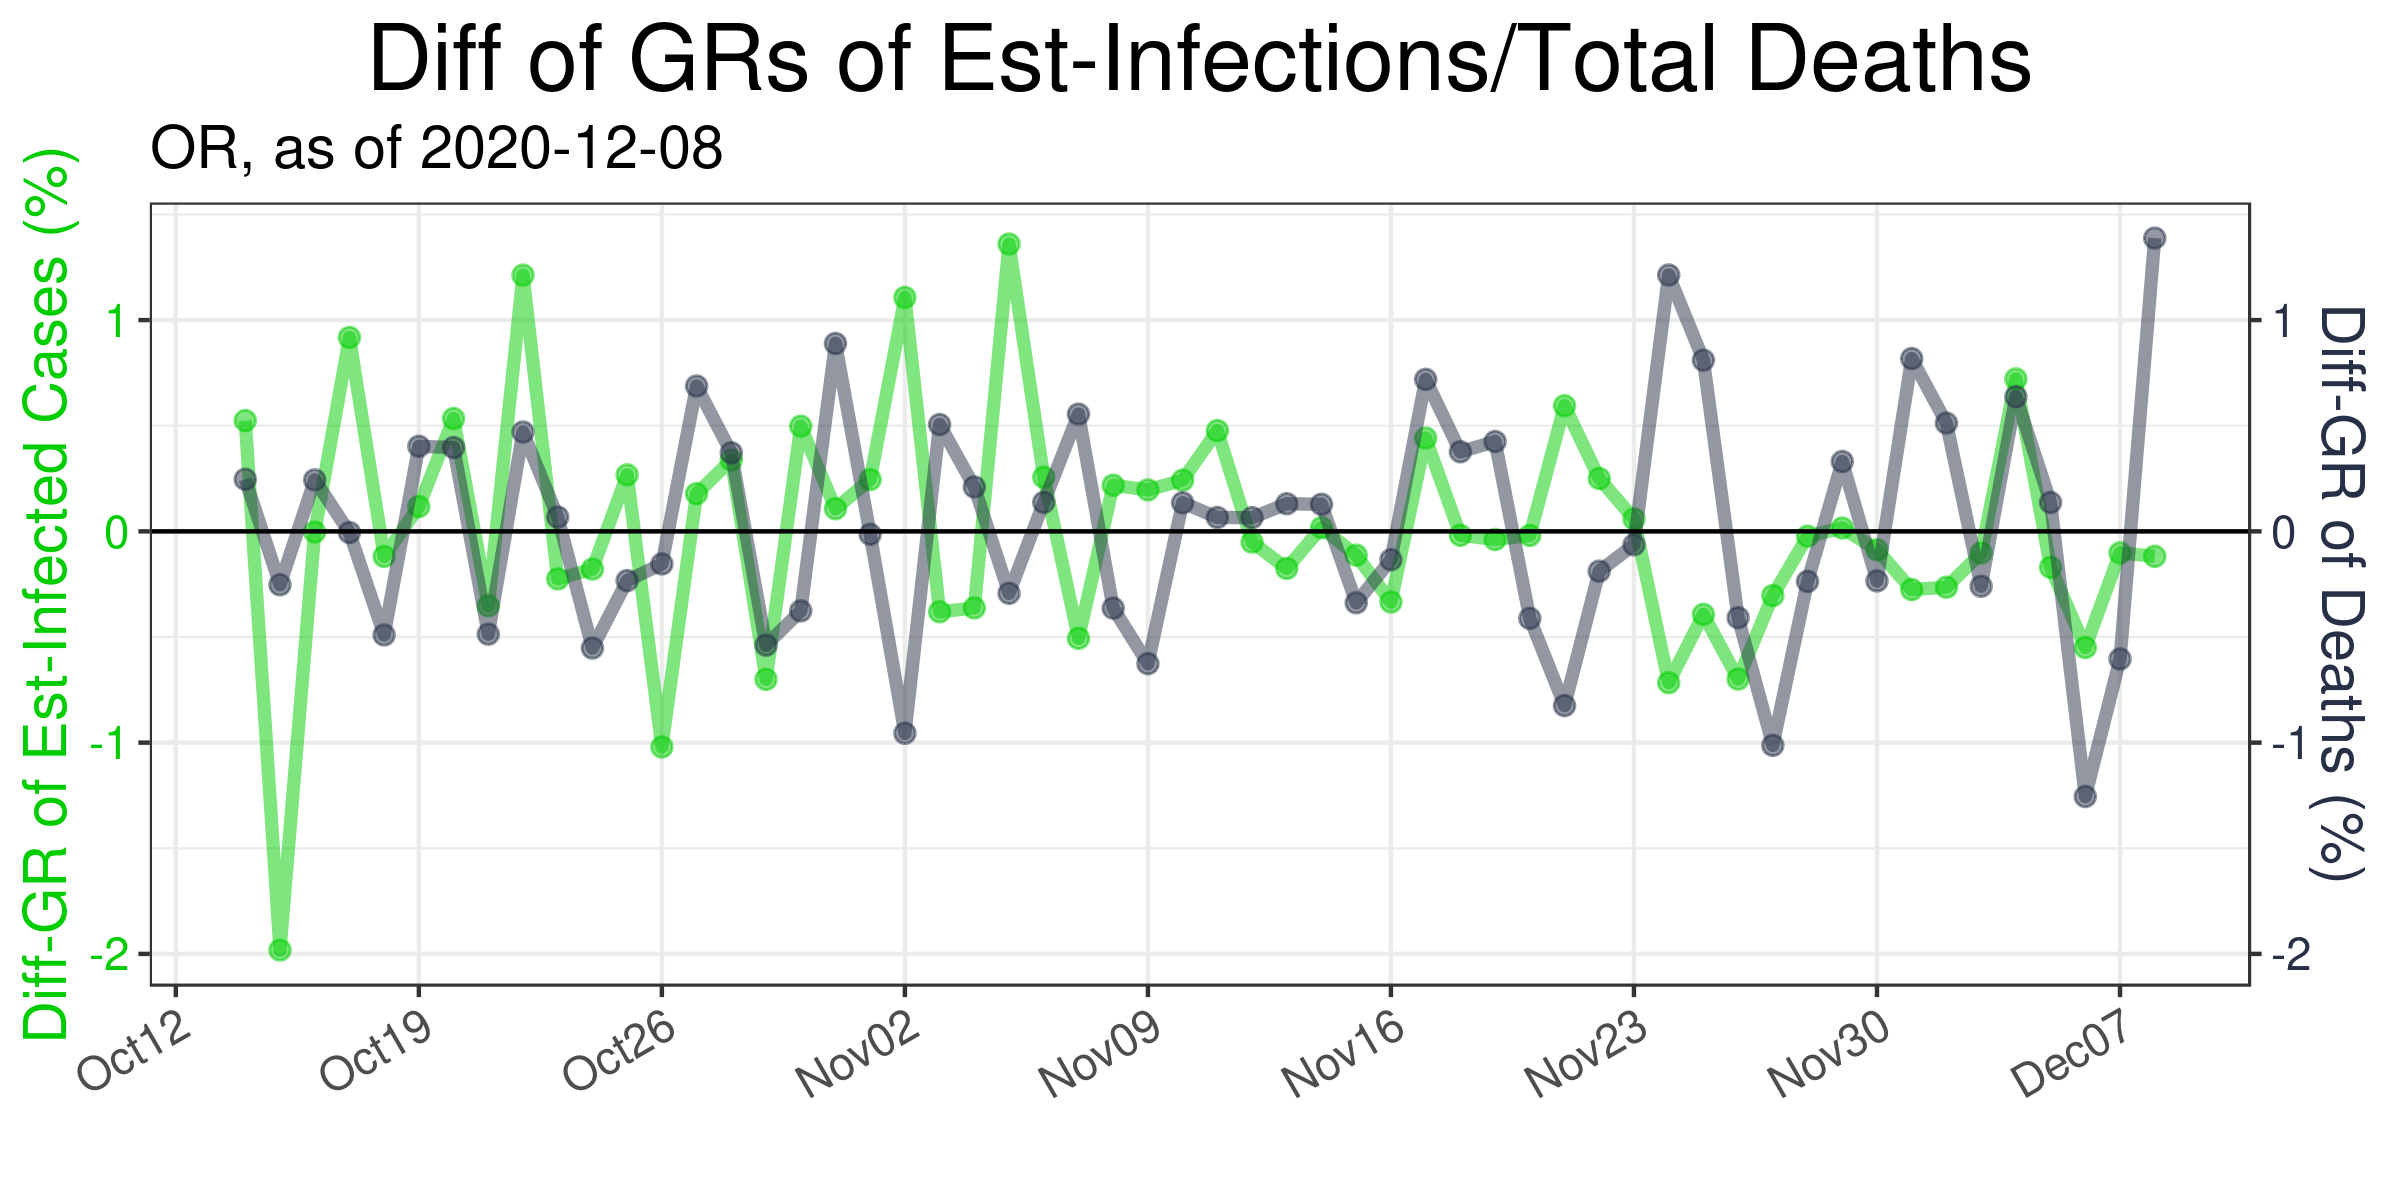 Diff of GRs of Est-Infections/Total Deaths
OR, as of 2020-12-08
Diff-GR of Est-Infected Cases (%)
1
0
-1
-2
1
0
-1
-2
Diff-GR of Deaths (%)
Oct12
Oct19
Oct26
Nov02
Nov09
Nov16
Nov23
Nov30
Dec07